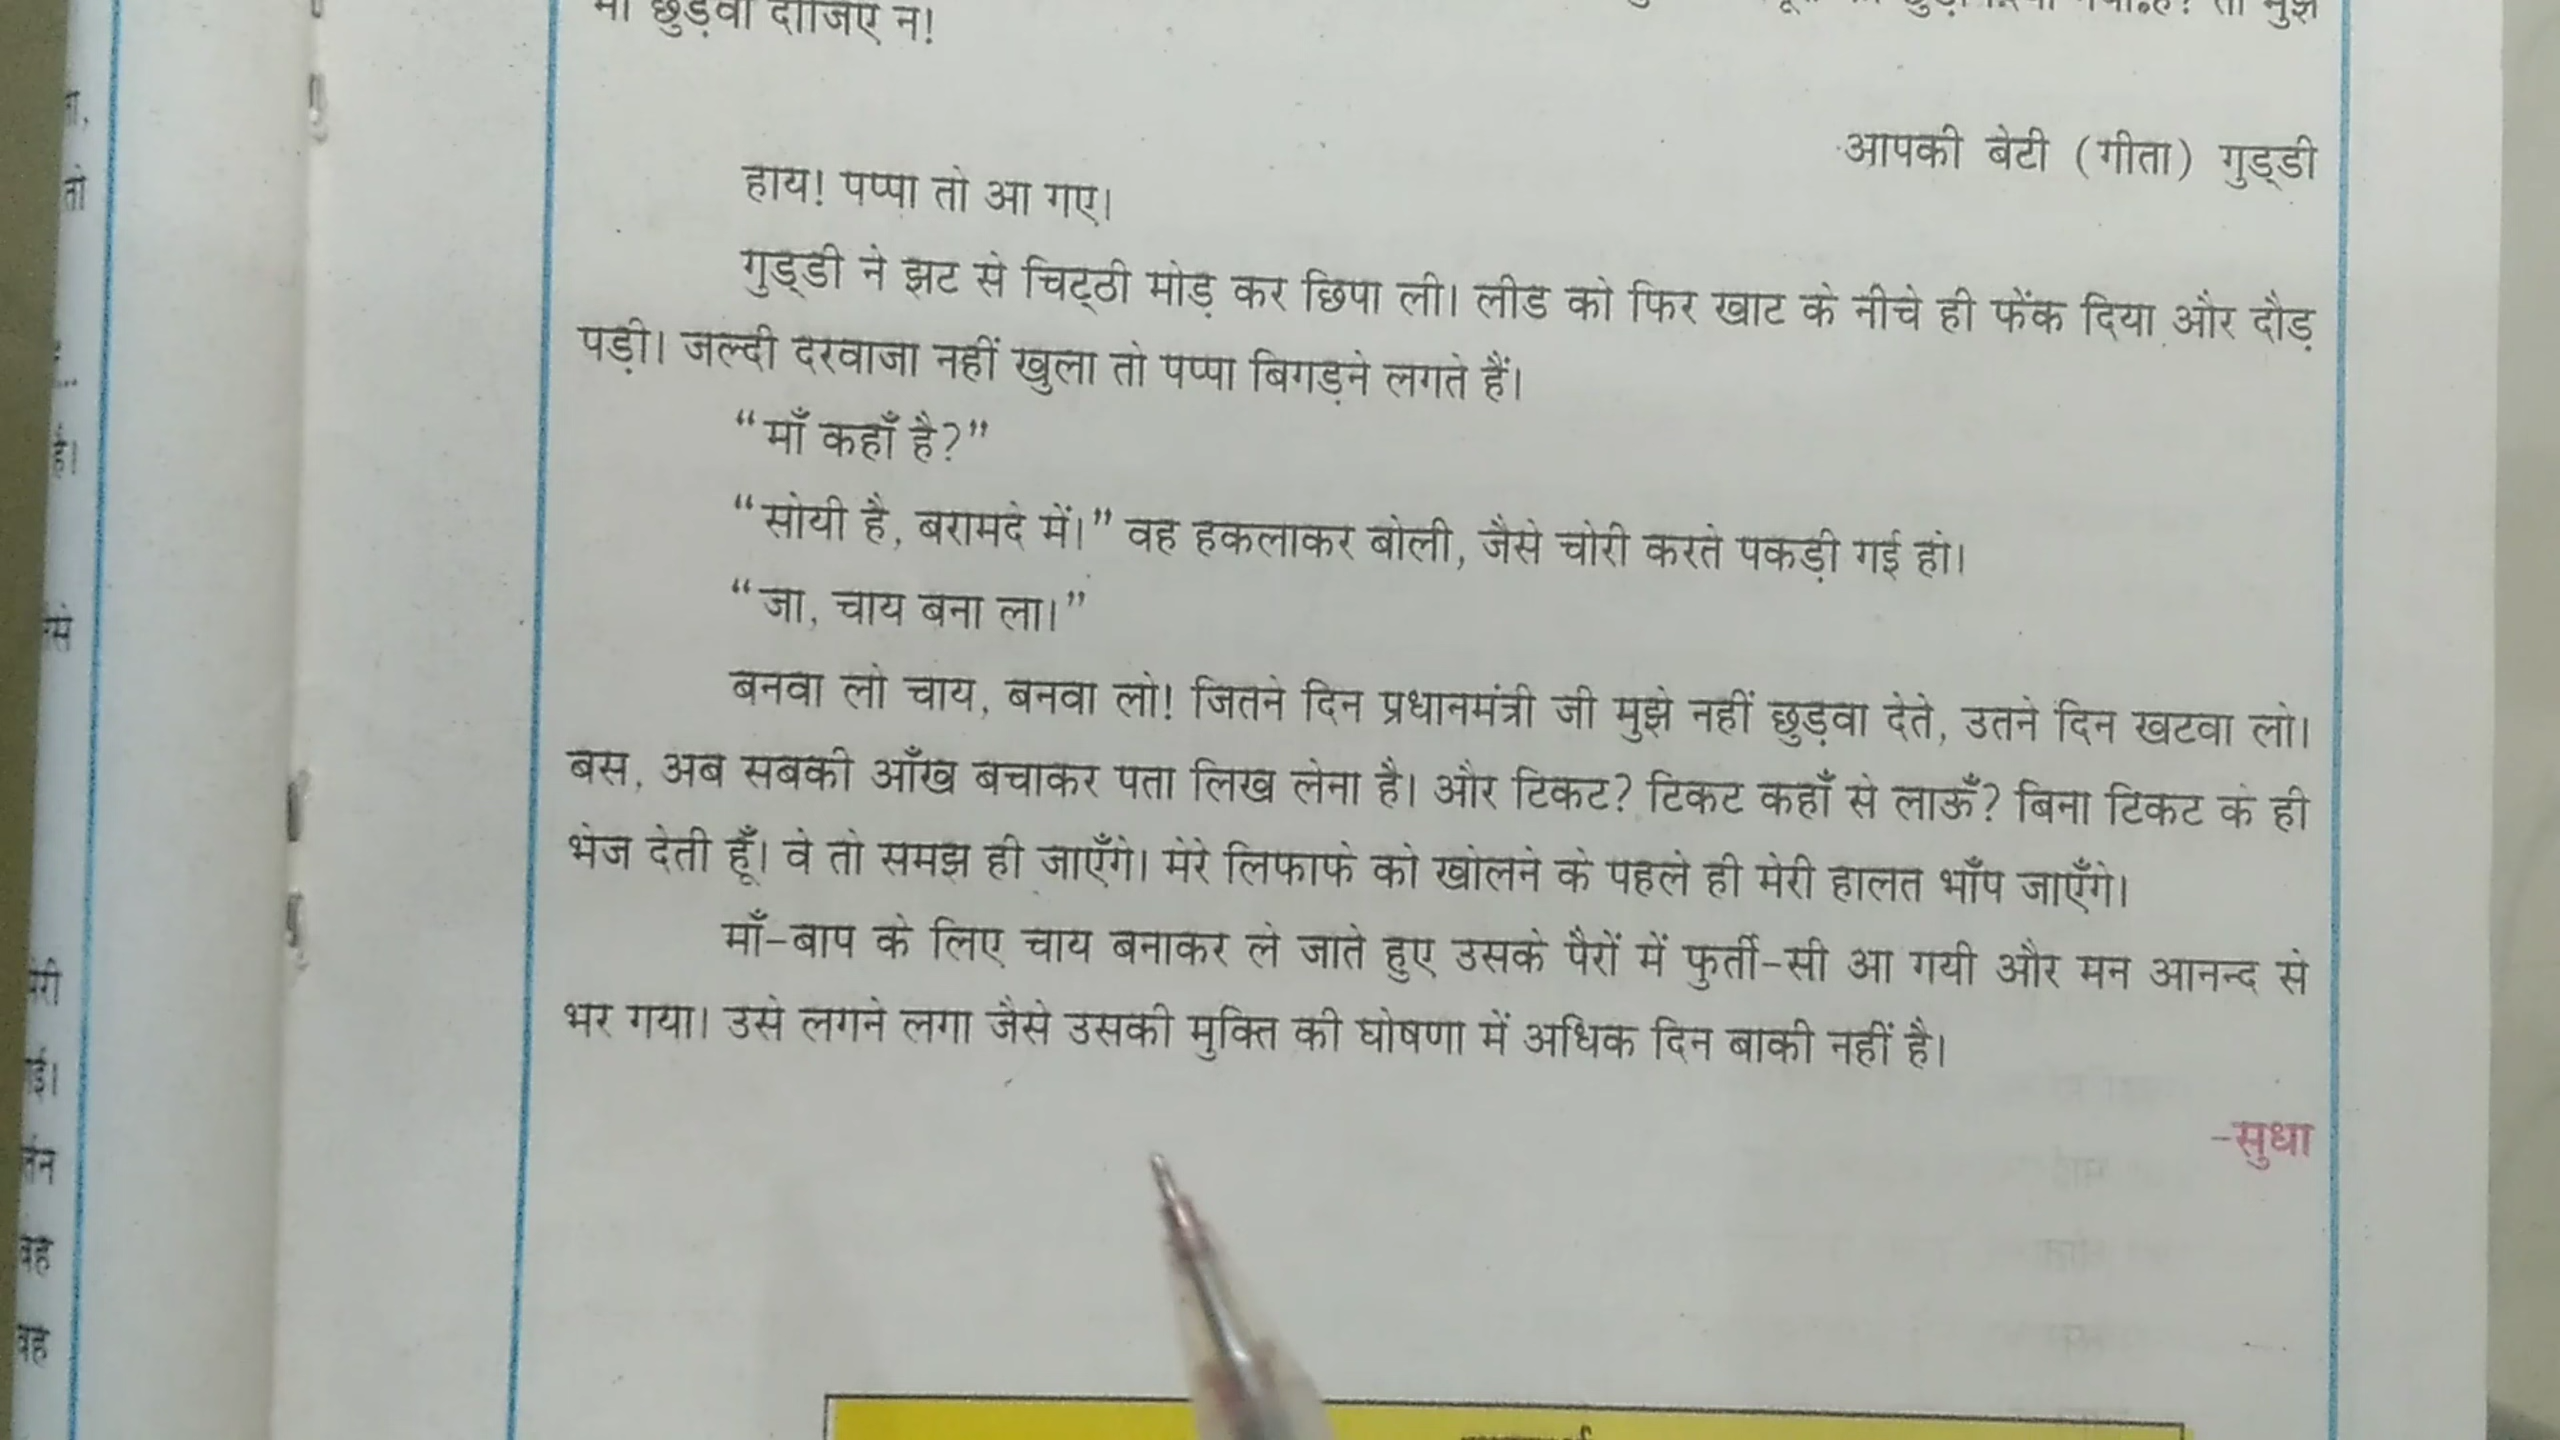 भी छुड़वा दीजिए न!
आपकी बेटी (गीता) गुड्डी
हाय! पप्पा तो आ गए।
गुड्डी ने झट से चिट्ठी मोड़ कर छिपा ली। लीड को फिर खाट के नीचे ही फेंक दिया और दौड़
पड़ी। जल्दी दरवाजा नहीं खुला तो पप्पा बिगड़ने लगते हैं।
“माँ कहाँ है?”
“सोयी है, बरामदे में।” वह हकलाकर बोली, जैसे चोरी करते पकड़ी गई हो।
“जा, चाय बना ला।”
बनवा लो चाय, बनवा लो! जितने दिन प्रधानमंत्री जी मुझे नहीं छुड़वा देते, उतने दिन खटवा लो।
बस, अब सबकी आँख बचाकर पता लिख लेना है। और टिकट? टिकट कहाँ से लाऊँ? बिना टिकट के ही
भेज देती हूँ। वे तो समझ ही जाएँगे। मेरे लिफाफे को खोलने के पहले ही मेरी हालत भाँप जाएँगे।
माँ-बाप के लिए चाय बनाकर ले जाते हुए उसके पैरों में फुर्ती-सी आ गयी और मन आनन्द से
भर गया। उसे लगने लगा जैसे उसकी मुक्ति की घोषणा में अधिक दिन बाकी नहीं है।
-सुधा